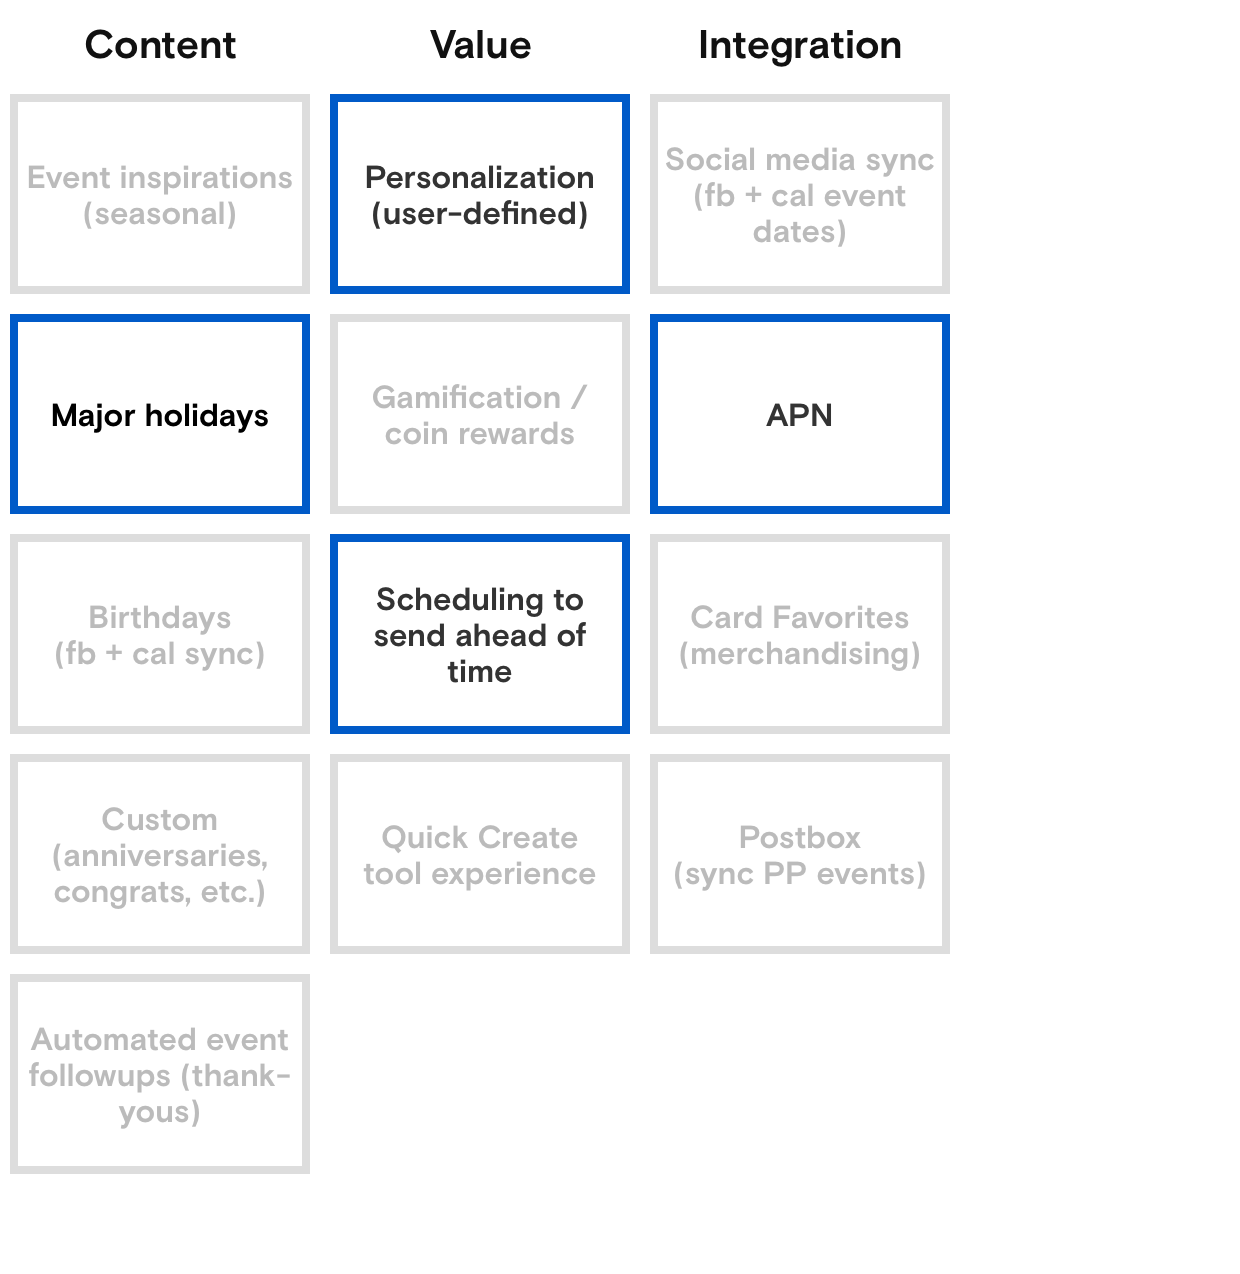 Content
Value
Integration
Event inspirations
(seasonal)
Personalization
(user-defined)
Social media sync
(fb + cal event
dates)
Major holidays
Gamification /
coin rewards
APN
Birthdays
(fb + cal sync)
Scheduling to
send ahead of
time
Card Favorites
(merchandising)
Custom
(anniversaries,
congrats, etc.)
Quick Create
tool experience
Postbox
(sync PP events)
Automated event
followups (thank-
yous)